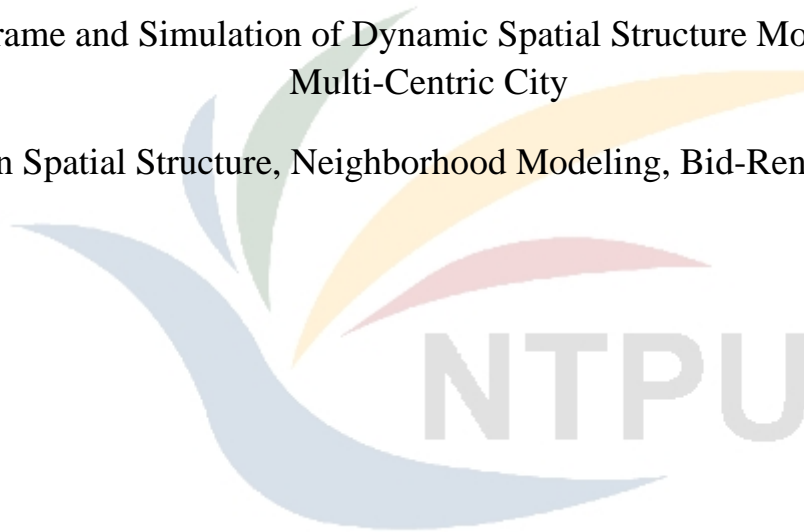 rame and Simulation of Dynamic Spatial Structure Mo
Multi-Centric City
n Spatial Structure, Neighborhood Modeling, Bid-Ren
NTPU